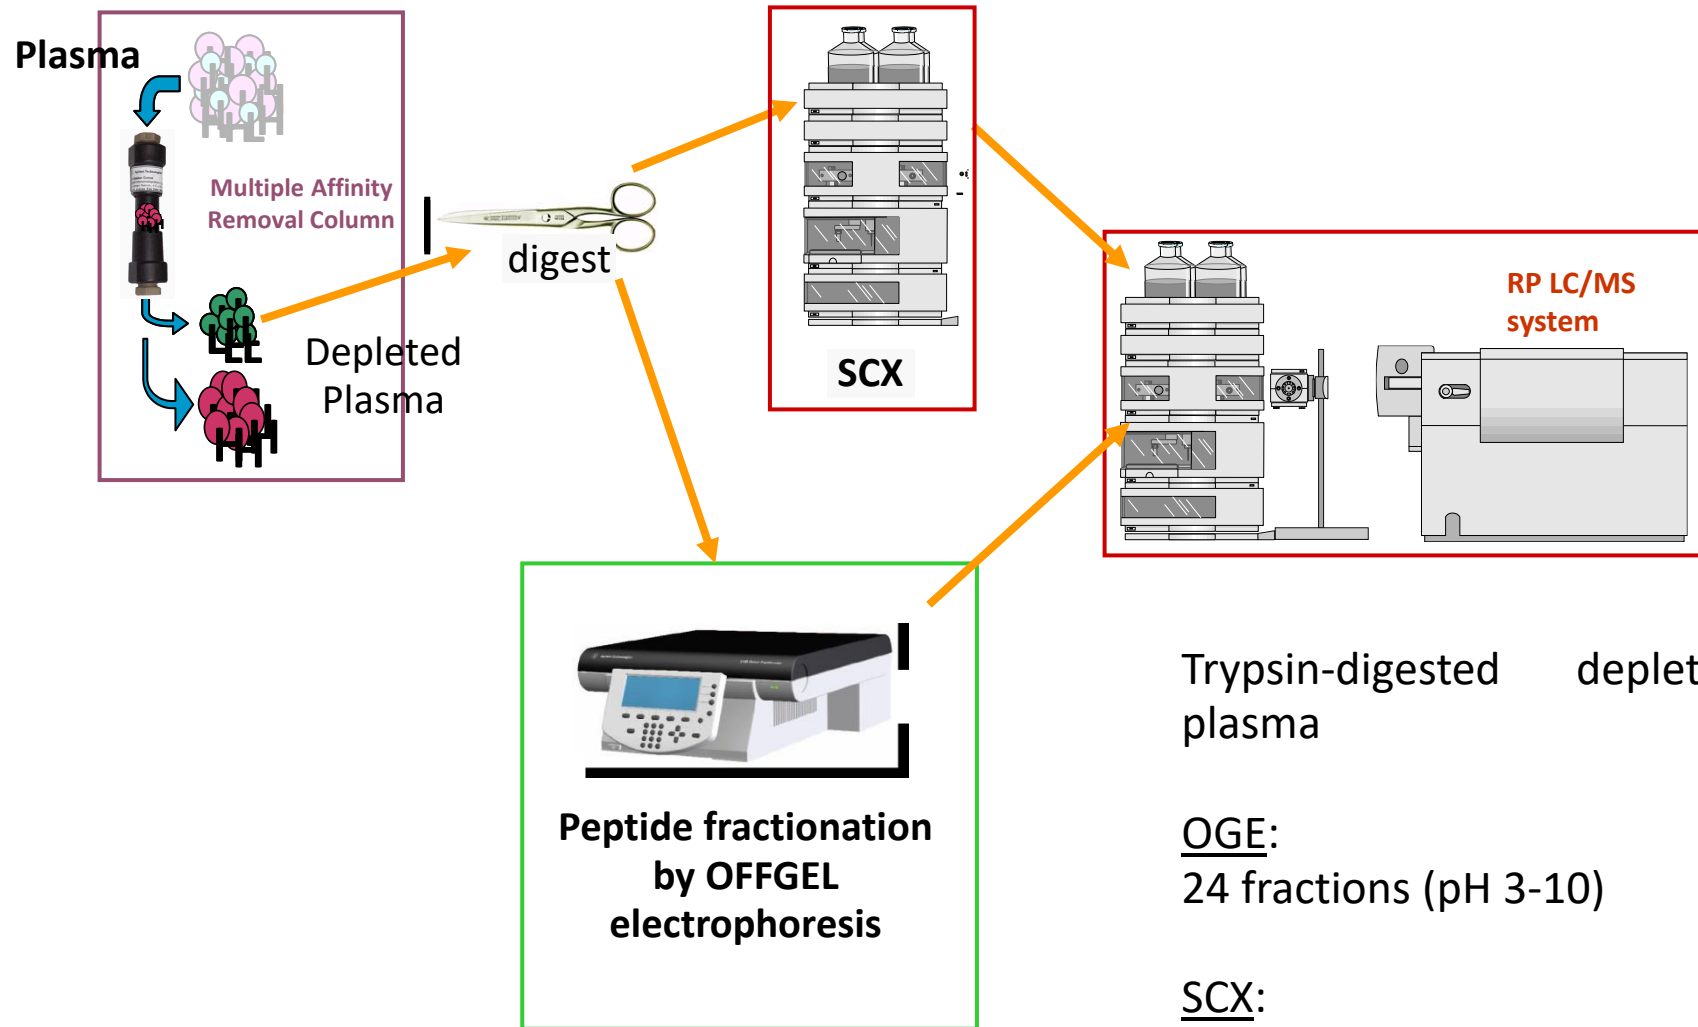 Plasma
Multiple Affinity
Removal Column
Depleted
Plasma
digest
SCX
RP LC/MS
system
Peptide fractionation
by OFFGEL
electrophoresis
Trypsin-digested deplet
plasma
OGE:
24 fractions (pH 3-10)
SCX: